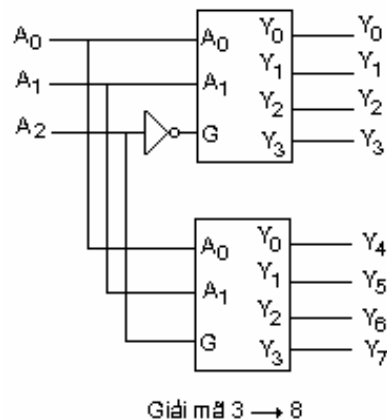 A0 A0 Y0 Y0
A1 A1 Y1 Y1
A2 G Y2 Y2
Y3 Y3
A0 Y0 Y4
A1 Y1 Y5
G Y2 Y6
Y3 Y7
Giải mã 3 → 8